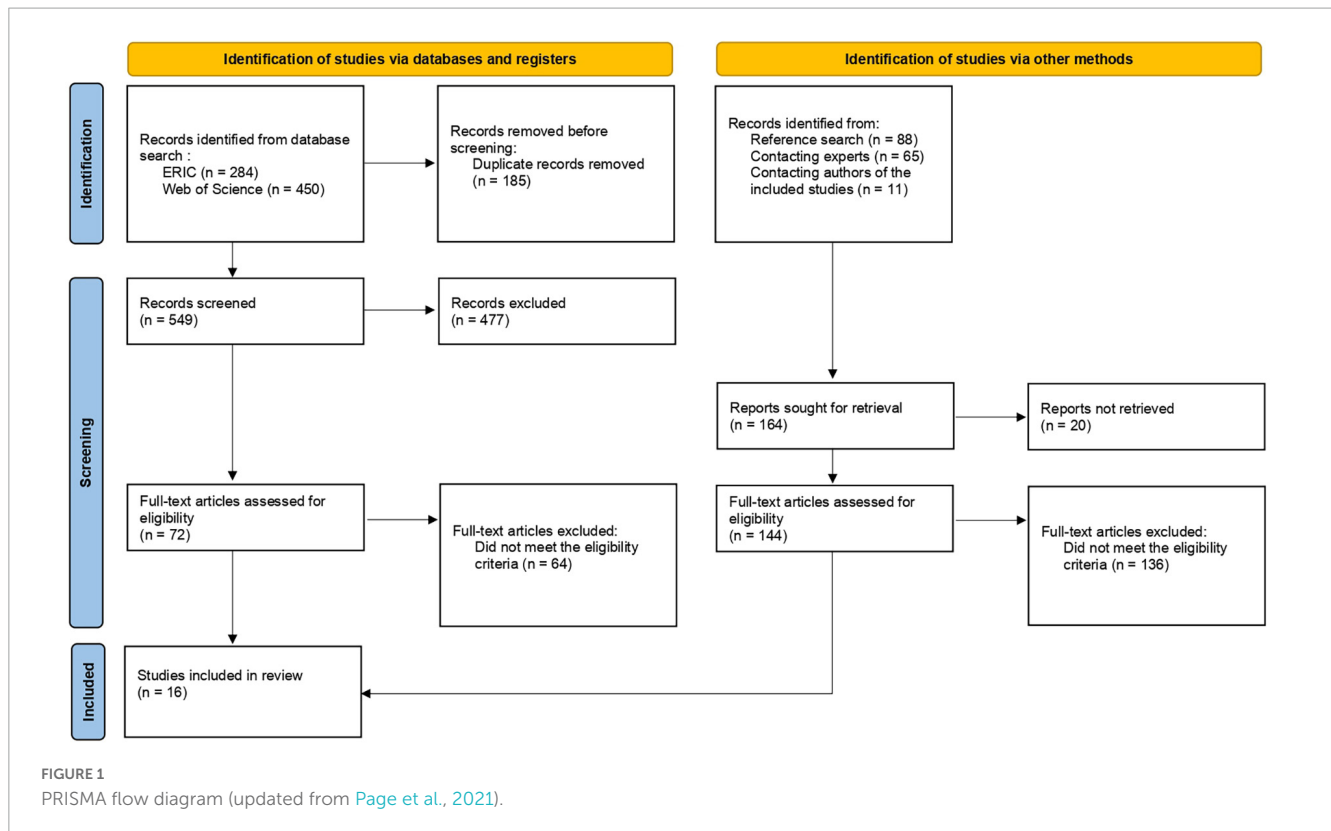 Identification of studies via databases and registers
Identification of studies via other methods
Identification
Records identified from database
search :
ERIC (n = 284)
Web of Science (n = 450)
Records removed before
screening:
Duplicate records removed
(n = 185)
Records identified from:
Reference search (n = 88)
Contacting experts (n = 65)
Contacting authors of the
included studies (n = 11)
Screening
Records screened
(n = 549)
Records excluded
(n = 477)
Reports sought for retrieval
(n = 164)
Reports not retrieved
(n = 20)
Full-text articles assessed for
eligibility
(n = 72)
Full-text articles excluded:
Did not meet the eligibility
criteria (n = 64)
Full-text articles assessed for
eligibility
(n = 144)
Full-text articles excluded:
Did not meet the eligibility
criteria (n = 136)
Included
Studies included in review
(n = 16)
FIGURE 1
PRISMA flow diagram (updated from Page et al., 2021).